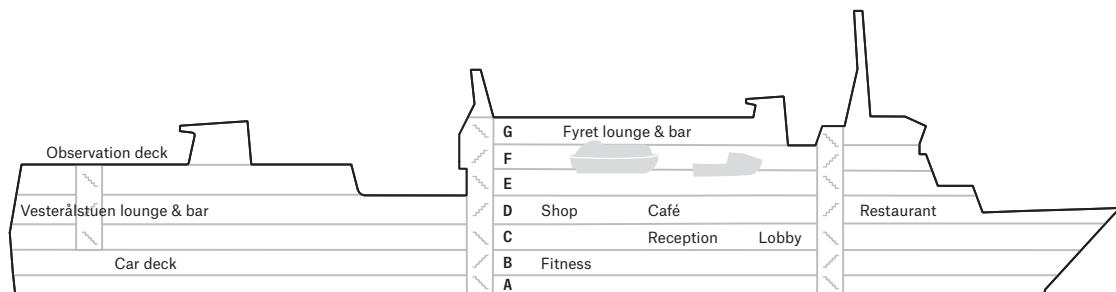 G Fyret lounge & bar
Observation deck F
E
Vesterålstuen lounge & bar D Shop Café Restaurant
C Reception Lobby
Car deck B Fitness
A